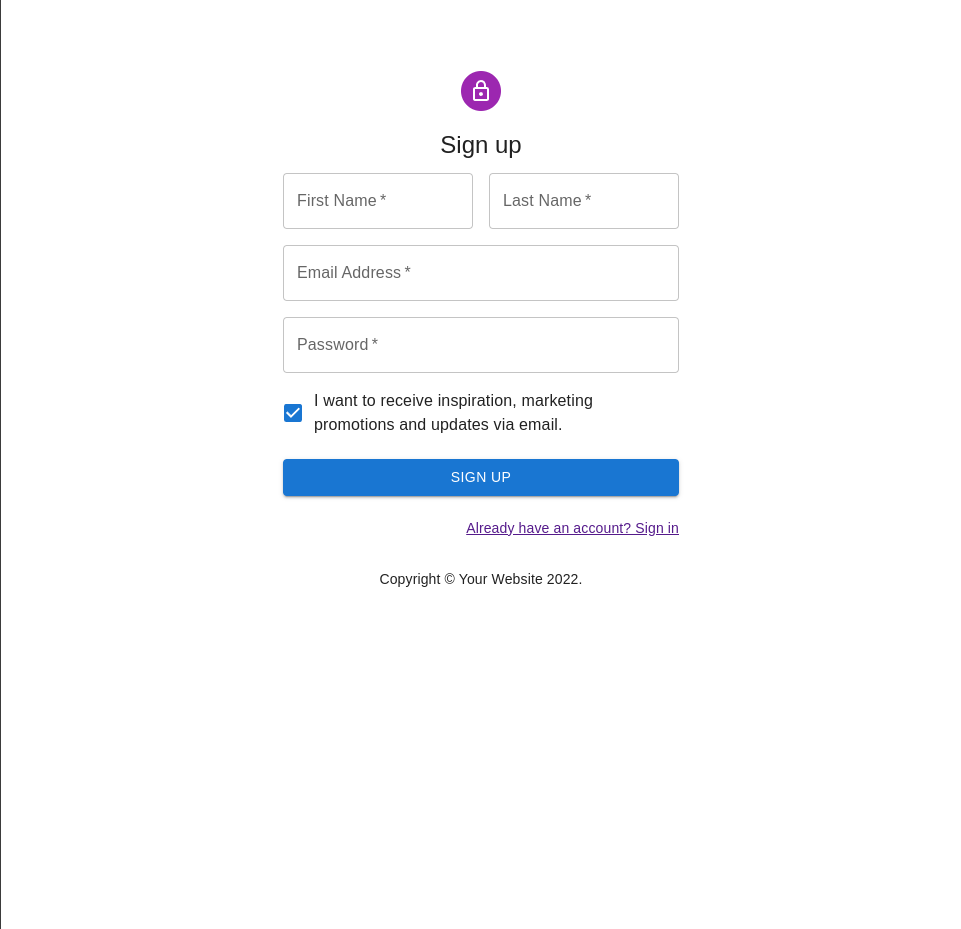 Sign up
First Name *
Last Name *
Email Address *
Password *
I want to receive inspiration, marketing
promotions and updates via email.
SIGN UP
Already have an account? Sign in
Copyright © Your Website 2022.